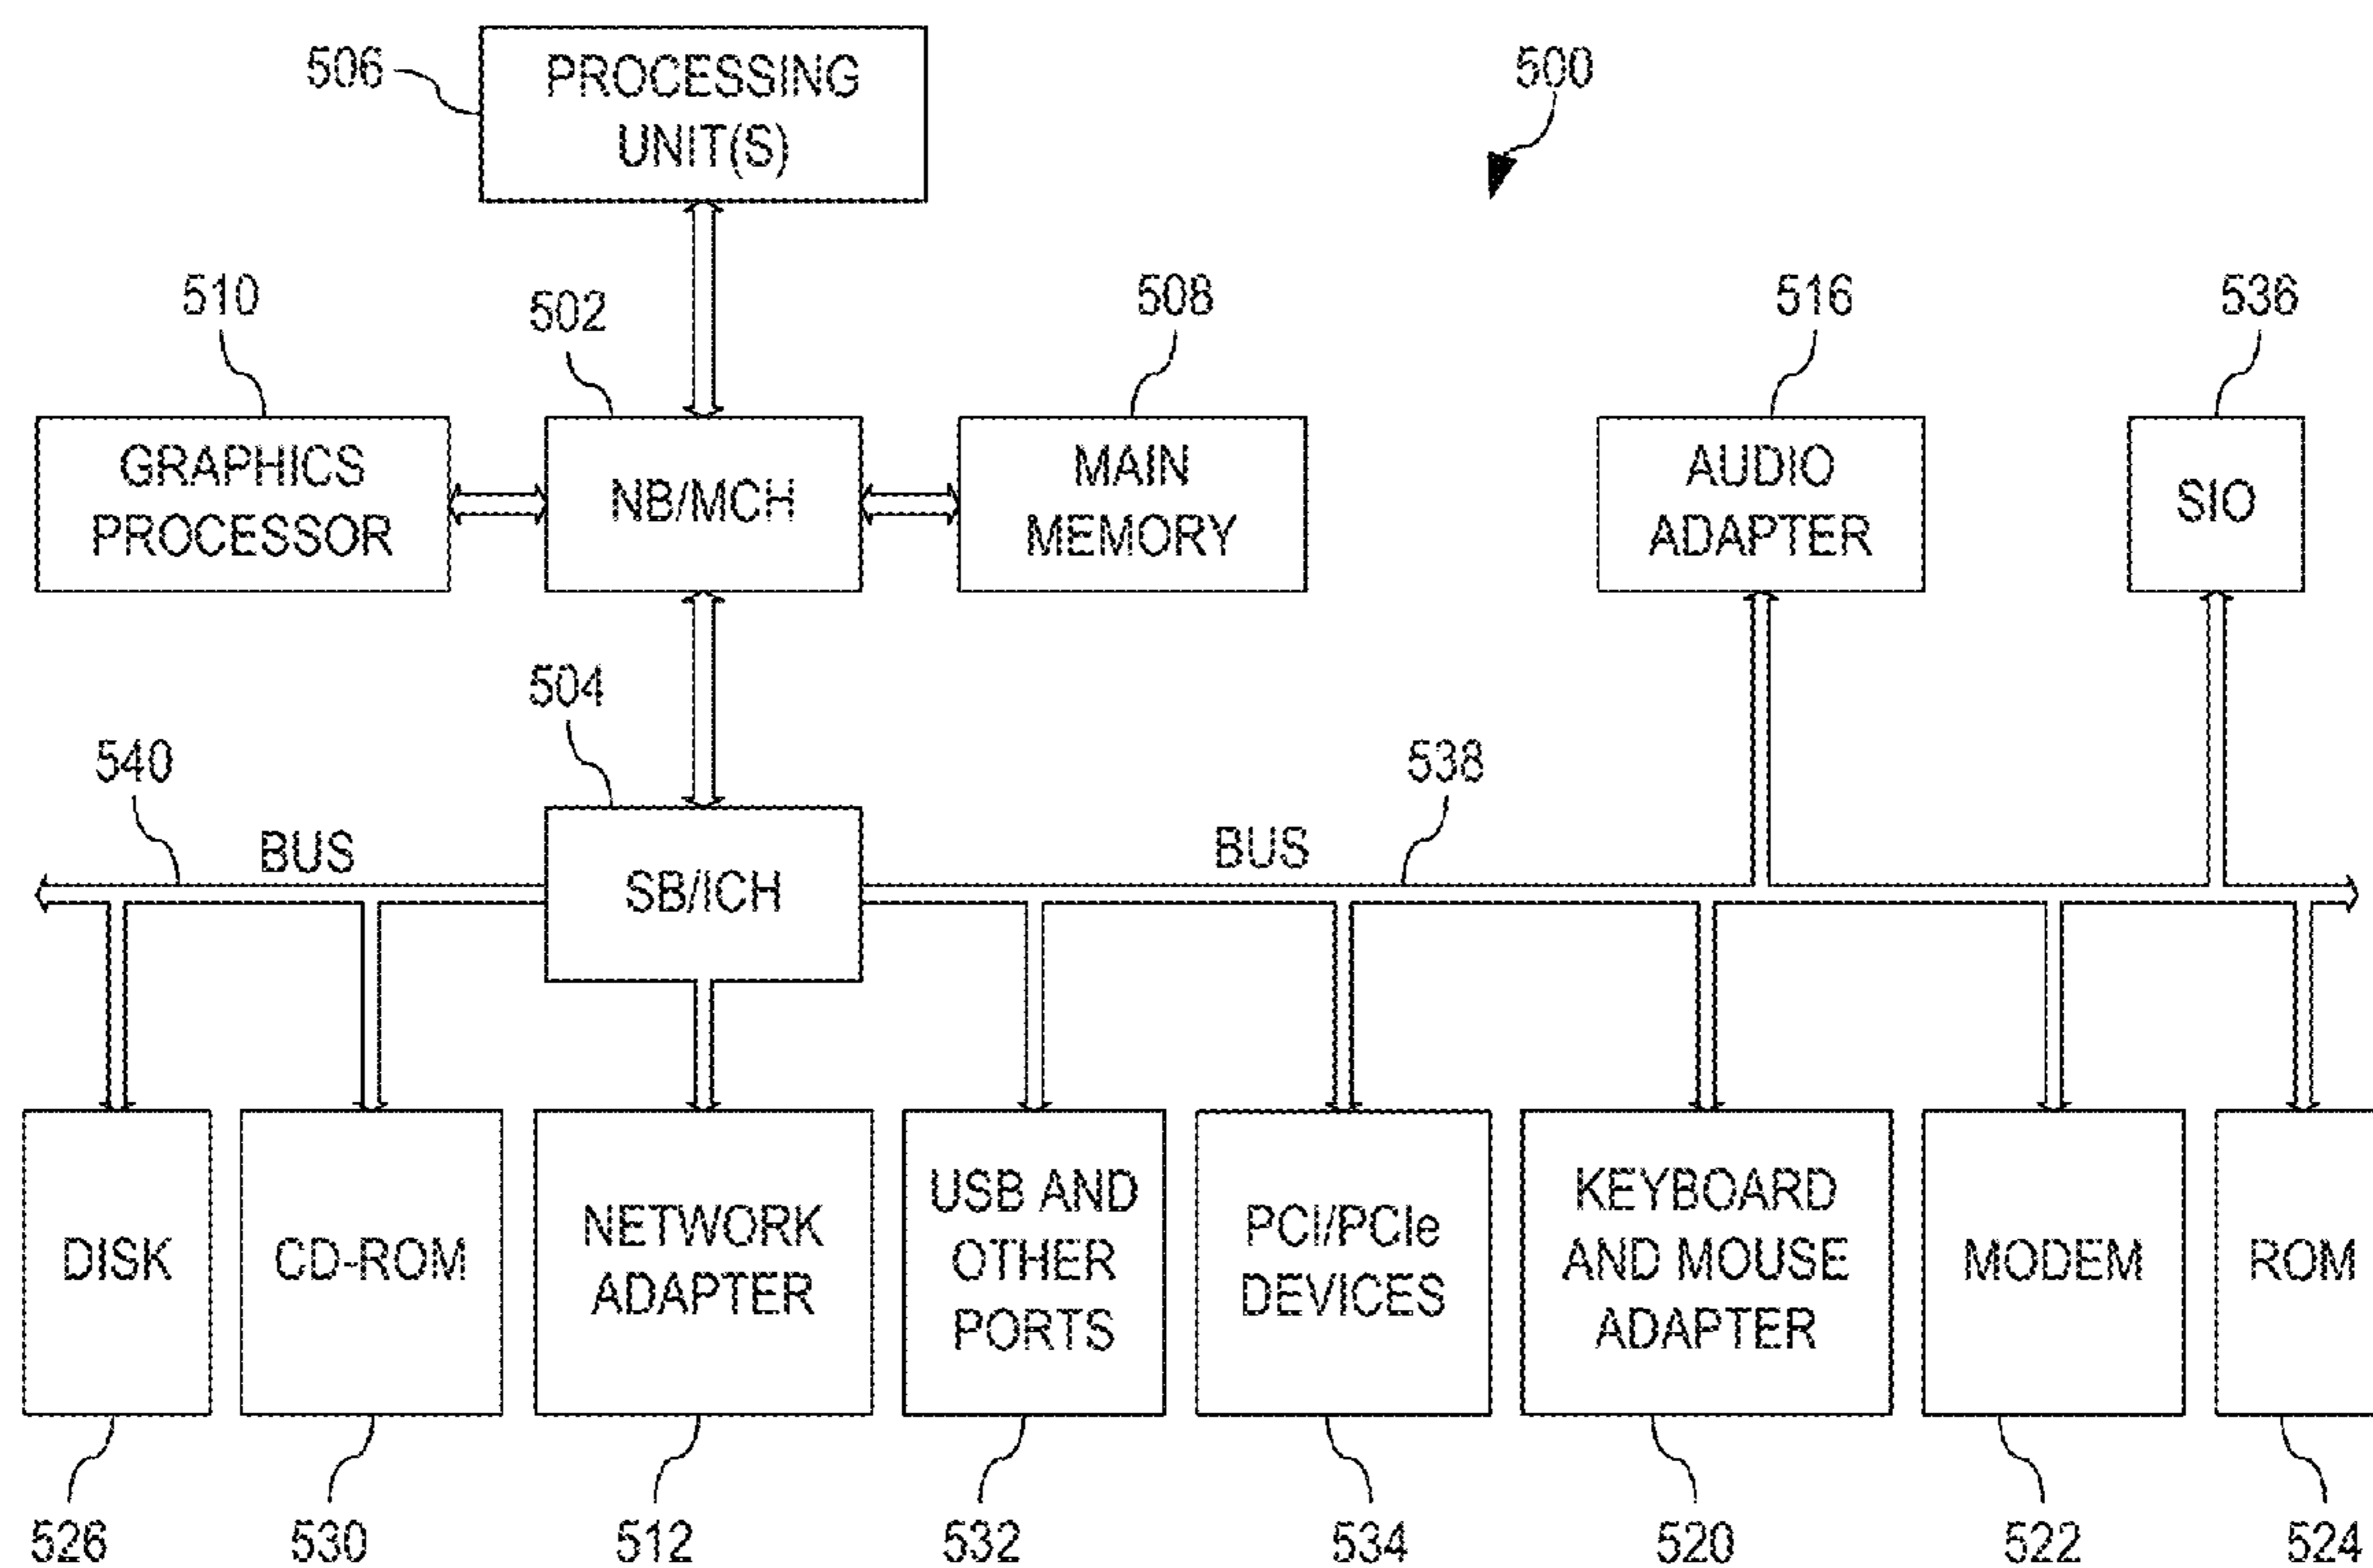 506
PROCESSING
UNIT(S)
500
510
502
508
516
536
GRAPHICS
PROCESSOR
NB/MCH
MAIN
MEMORY
AUDIO
ADAPTER
SIO
504
540
538
BUS
BUS
SB/ICH
DISK
CD-ROM
NETWORK
ADAPTER
USB AND
OTHER
PORTS
PCI/PCIe
DEVICES
KEYBOARD
AND MOUSE
ADAPTER
MODEM
ROM
526
530
512
532
534
520
522
524